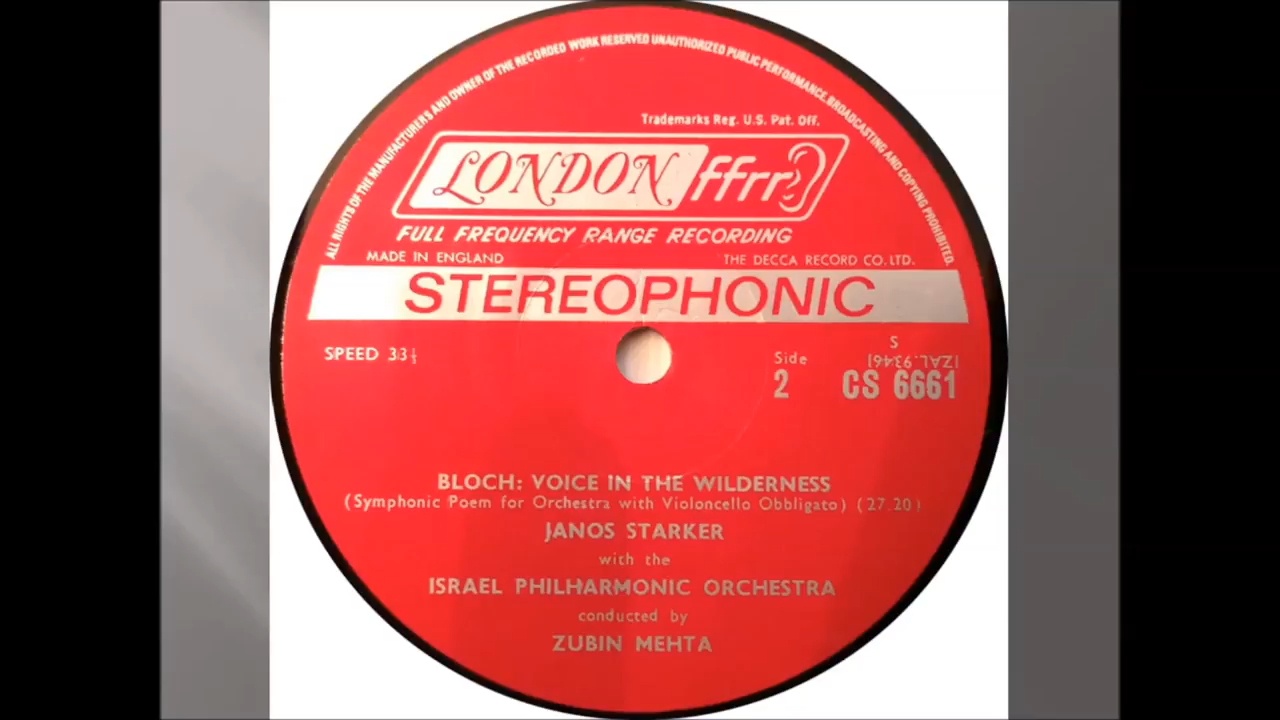 ALL RIGHTS OF THE MANUFACTURERS AND OWNER OF THE RECORDED WORK RESERVED UNAUTHORIZED PUBLIC PERFORMANCE, BROADCASTING AND COPYING PROHIBITED.
Trademarks Reg. U.S. Pat. Off.
LONDON ffrr
FULL FREQUENCY RANGE RECORDING
MADE IN ENGLAND THE DECCA RECORD CO. LTD.
STEREOPHONIC
SPEED 33⅓
S
Side [ZAL.9346]
2 CS 6661
BLOCH: VOICE IN THE WILDERNESS
(Symphonic Poem for Orchestra with Violoncello Obbligato) (27.20)
JANOS STARKER
with the
ISRAEL PHILHARMONIC ORCHESTRA
conducted by
ZUBIN MEHTA